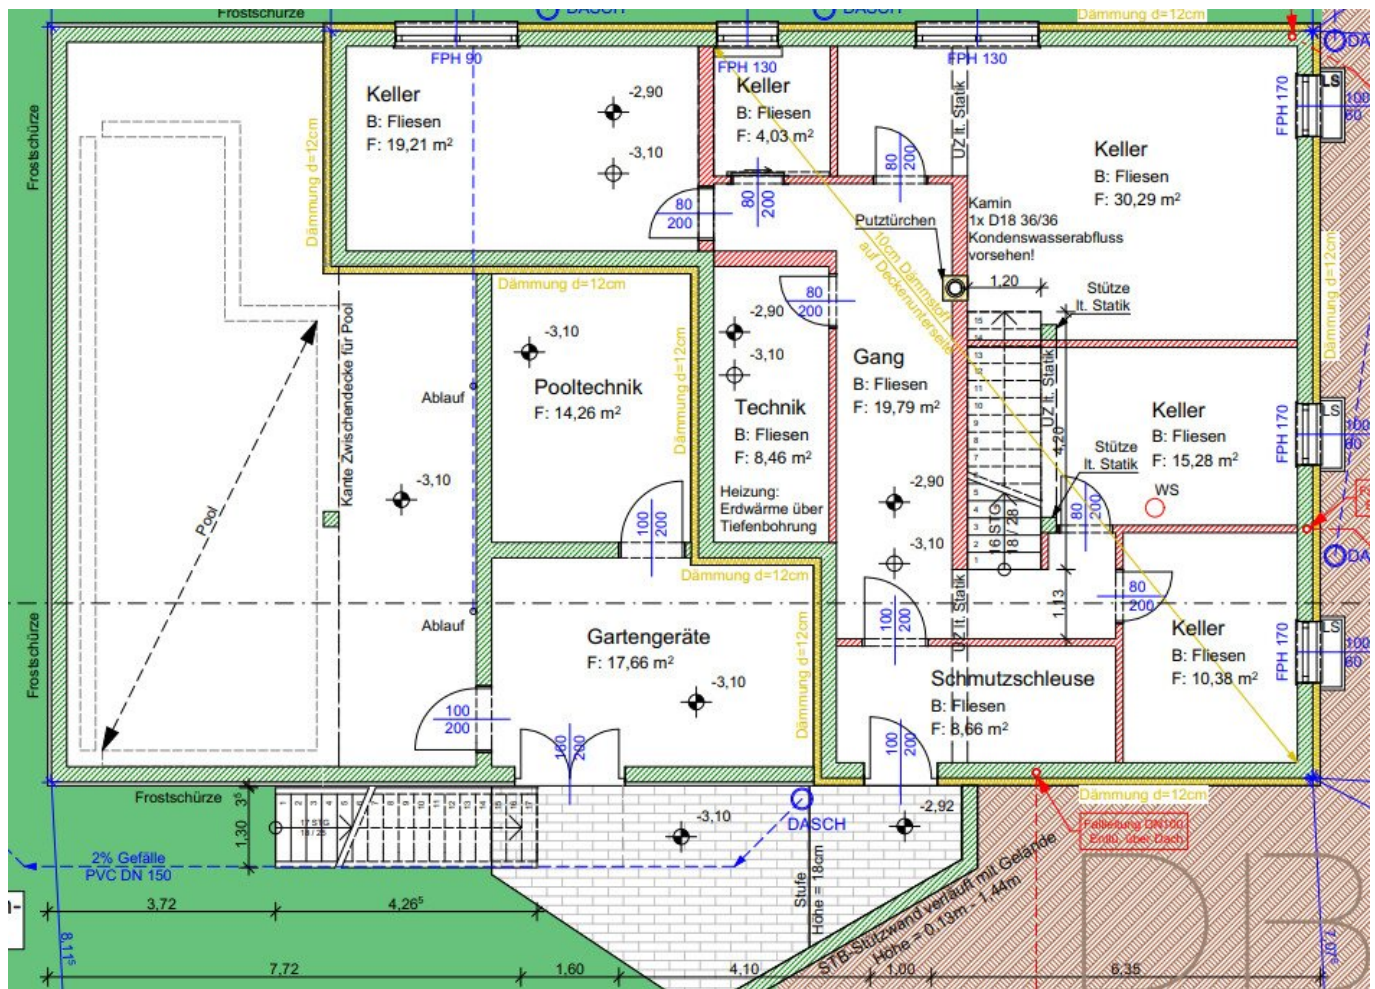 Frostschürze
DASCH
DASCH
Dämmung d=12cm
FPH 90
FPH 130
FPH 130
DA
LS
100
60
FPH 170
Frostschürze
Dämmung d=12cm
Keller
B: Fliesen
F: 19,21 m²
-2,90
-3,10
Keller
B: Fliesen
F: 4,03 m²
UZ lt. Statik
Keller
B: Fliesen
F: 30,29 m²
80
200
80
200
80
200
Putztürchen
Kamin
1x D18 36/36
Kondenswasserabfluss
vorsehen!
10cm Dämmstoff
auf Deckenunterseite
1,20
Stütze
lt. Statik
Dämmung d=12cm
Dämmung d=12cm
Kante Zwischendecke für Pool
-3,10
Pooltechnik
F: 14,26 m²
Dämmung d=12cm
80
200
-2,90
-3,10
Technik
B: Fliesen
F: 8,46 m²
Heizung:
Erdwärme über
Tiefenbohrung
Gang
B: Fliesen
F: 19,79 m²
-2,90
-3,10
UZ lt. Statik
4,20
16 STG
18 / 28
Stütze
lt. Statik
Keller
B: Fliesen
F: 15,28 m²
WS
FPH 170
LS
100
60
DA
Pool
Ablauf
-3,10
100
200
80
200
Dämmung d=12cm
Frostschürze
Ablauf
Gartengeräte
F: 17,66 m²
-3,10
Dämmung d=12cm
100
200
UZ lt. Statik
1,13
80
200
Keller
B: Fliesen
F: 10,38 m²
FPH 170
LS
100
60
Schmutzschleuse
B: Fliesen
F: 8,66 m²
100
200
160
200
100
200
Frostschürze
1,30
3⁵
17 STG
18 / 25
-3,10
DASCH
-2,92
Dämmung d=12cm
Fallleitung DN100
Entlü. über Dach
2% Gefälle
PVC DN 150
Stufe
Höhe = 18cm
STB-Stützwand verläuft mit Gelände
Höhe = 0.13m - 1,44m
3,72
4,26⁵
8,11⁵
7,07⁵
7,72
1,60
4,10
1,00
6,35
DB